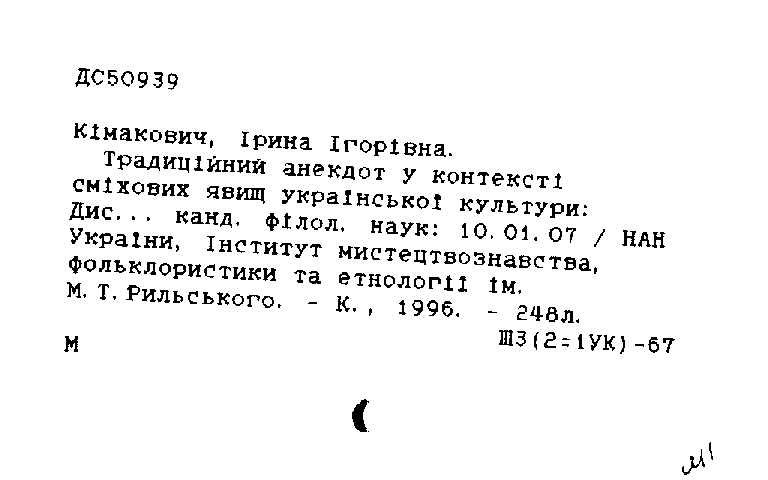 ДС50939
Кімакович, Ірина Ігорівна.
Традиційний анекдот у контексті
сміхових явищ української культури:
Дис... канд. філол. наук: 10.01.07 / НАН
України, Інститут мистецтвознавства,
фольклористики та етнології ім.
М.Т.Рильського. - К., 1996. - 248л.
М
Ш3(2=1УК)-67